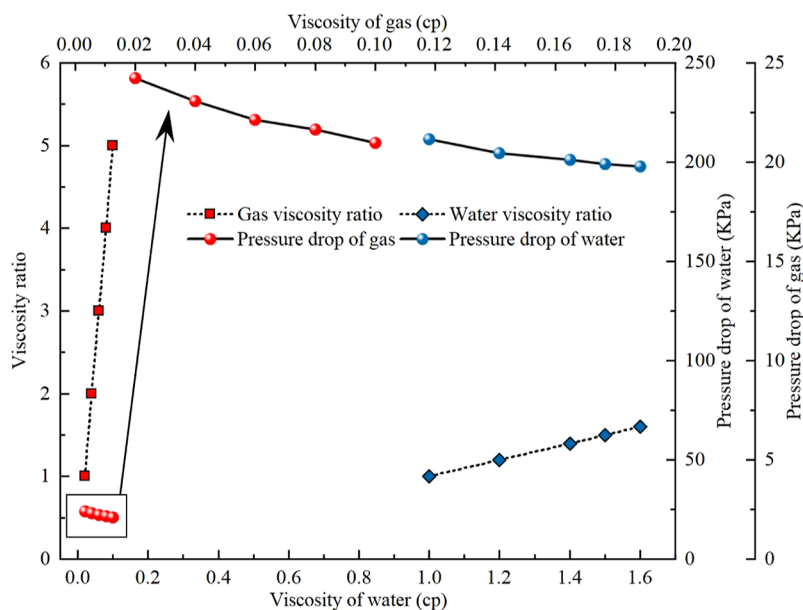 Viscosity of gas (cp)
0.00 0.02 0.04 0.06 0.08 0.10 0.12 0.14 0.16 0.18 0.20
6 250 25
5 200 20
4
Gas viscosity ratio Water viscosity ratio
Pressure drop of gas Pressure drop of water
150 15
3
100 10
2
50 5
1
0 0 0
Viscosity ratio
Pressure drop of water (KPa)
Pressure drop of gas (KPa)
0.0 0.2 0.4 0.6 0.8 1.0 1.2 1.4 1.6
Viscosity of water (cp)